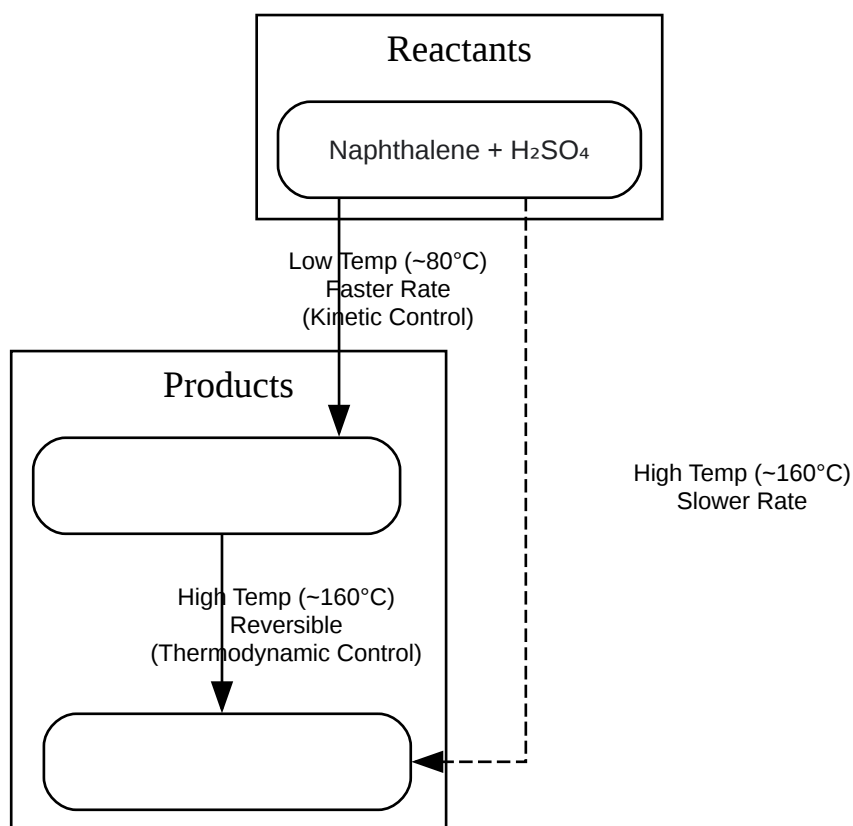 Reactants
Naphthalene + H₂SO₄
Low Temp (~80°C)
Faster Rate
(Kinetic Control)
Products
High Temp (~160°C)
Slower Rate
High Temp (~160°C)
Reversible
(Thermodynamic Control)